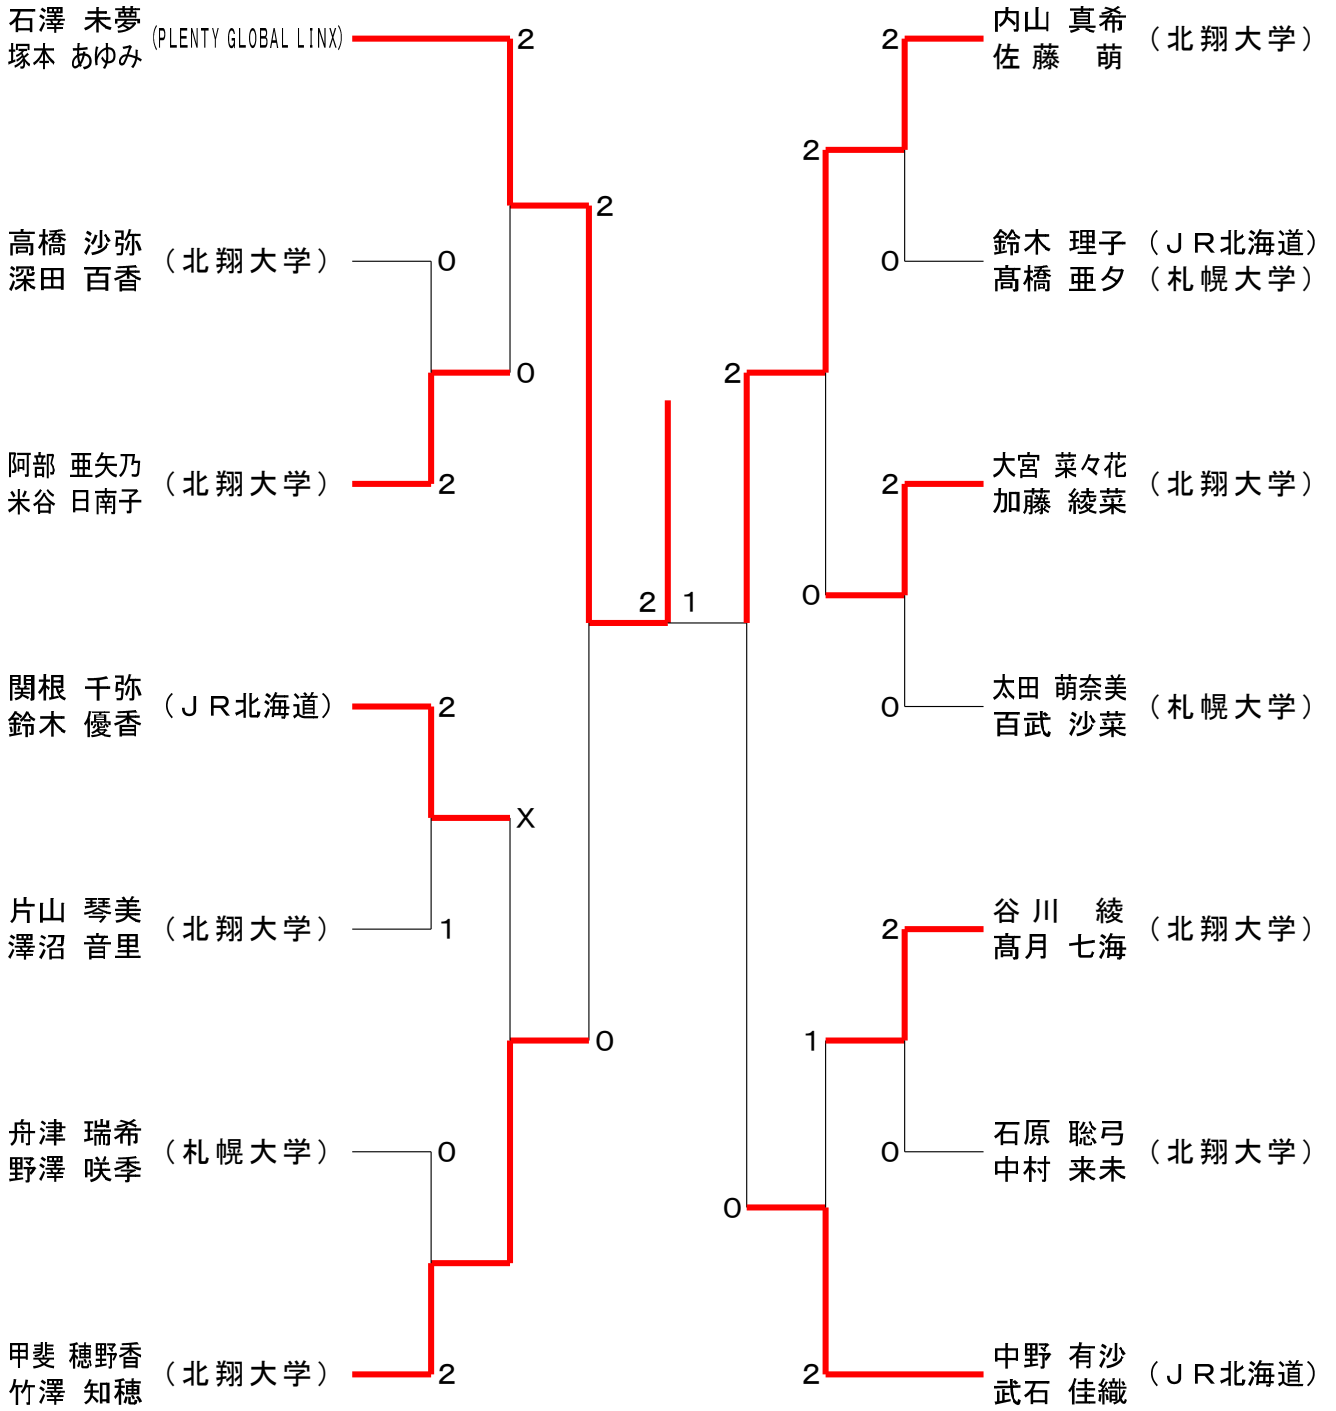 石澤 未夢
塚本 あゆみ
(PLENTY GLOBAL LINX)
2
2
高橋 沙弥
深田 百香
(北翔大学)
0
0
阿部 亜矢乃
米谷 日南子
(北翔大学)
2
関根 千弥
鈴木 優香
(JR北海道)
2
X
片山 琴美
澤沼 音里
(北翔大学)
1
0
舟津 瑞希
野澤 咲季
(札幌大学)
0
甲斐 穂野香
竹澤 知穂
(北翔大学)
2
2 1
内山 真希
佐藤 萌
(北翔大学)
2
2
鈴木 理子 (JR北海道)
髙橋 亜夕 (札幌大学)
0
2
大宮 菜々花
加藤 綾菜
(北翔大学)
2
0
太田 萌奈美
百武 沙菜
(札幌大学)
0
谷川 綾
髙月 七海
(北翔大学)
2
1
石原 聡弓
中村 来未
(北翔大学)
0
0
中野 有沙
武石 佳織
(JR北海道)
2